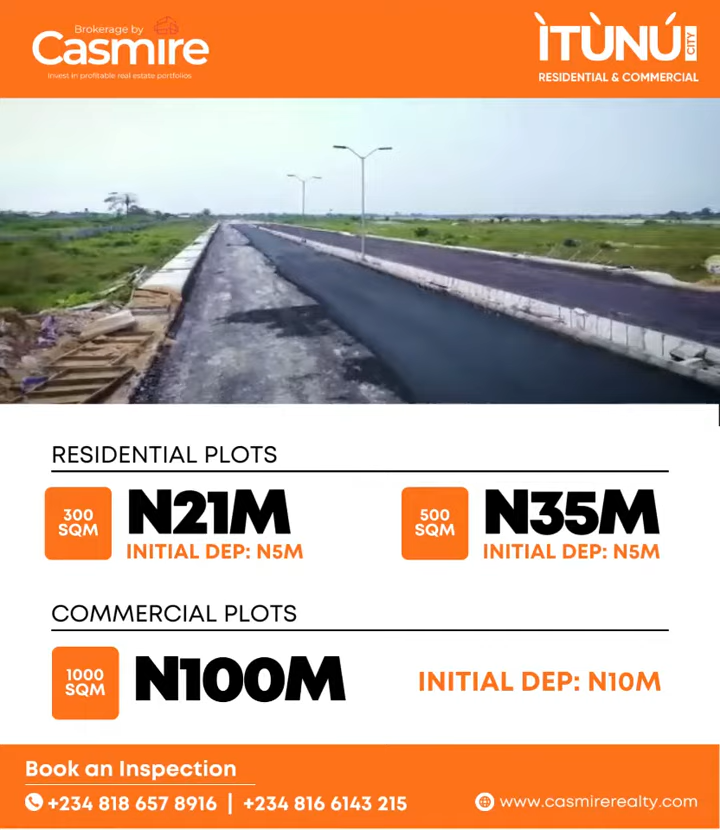 Brokerage by
Casmire
Invest in profitable real estate portfolios
ÌTÙNÚ CITY
RESIDENTIAL & COMMERCIAL
RESIDENTIAL PLOTS
300 SQM
N21M
INITIAL DEP: N5M
500 SQM
N35M
INITIAL DEP: N5M
COMMERCIAL PLOTS
1000 SQM
N100M
INITIAL DEP: N10M
Book an Inspection
+234 818 657 8916 | +234 816 6143 215
www.casmirerealty.com